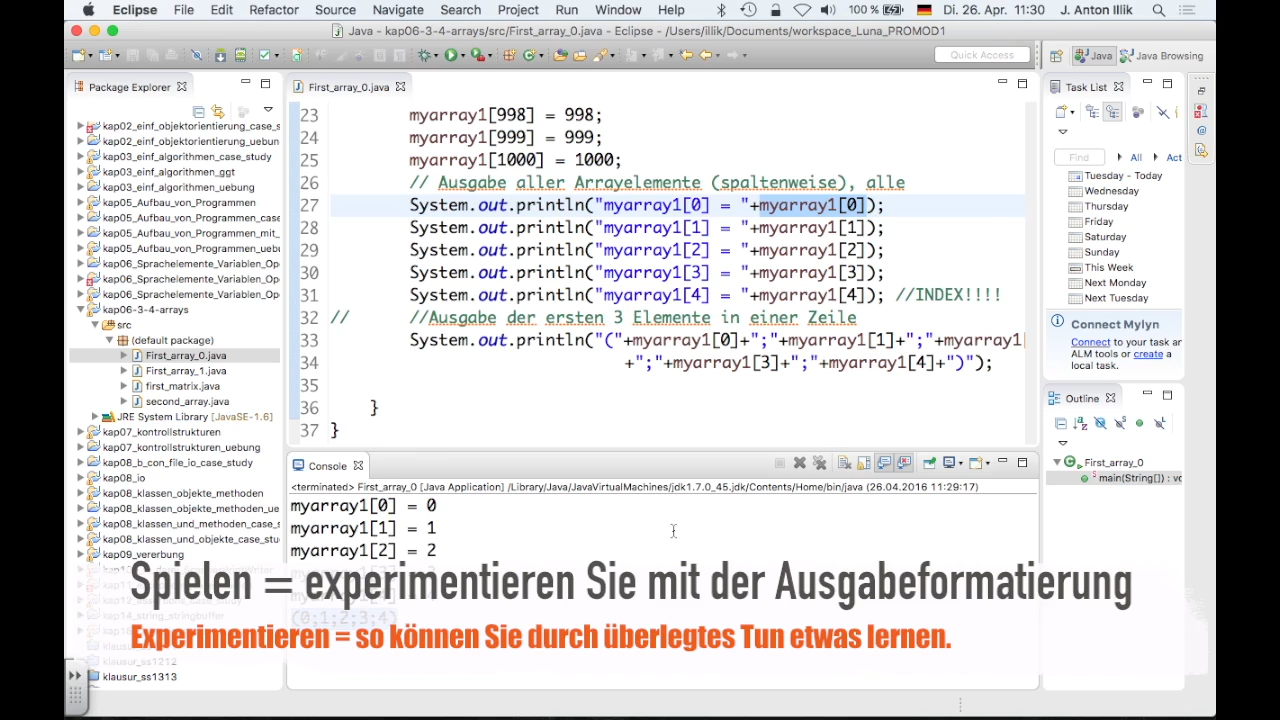 Eclipse File Edit Refactor Source Navigate Search Project Run Window Help 100 % Di. 26. Apr. 11:30 J. Anton Illik
Java - kap06-3-4-arrays/src/First_array_0.java - Eclipse - /Users/illik/Documents/workspace_Luna_PROMOD1
Quick Access Java Java Browsing
Package Explorer
kap02_einf_objektorientierung_case_s
kap02_einf_objektorientierung_uebun
kap03_einf_algorithmen_case_study
kap03_einf_algorithmen_ggt
kap03_einf_algorithmen_uebung
kap05_Aufbau_von_Programmen
kap05_Aufbau_von_Programmen_case
kap05_Aufbau_von_Programmen_mit_
kap05_Aufbau_von_Programmen_uebu
kap06_Sprachelemente_Variablen_Ope
kap06_Sprachelemente_Variablen_Ope
kap06_Sprachelemente_Variablen_Ope
kap06-3-4-arrays
src
(default package)
First_array_0.java
First_array_1.java
first_matrix.java
second_array.java
JRE System Library [JavaSE-1.6]
kap07_kontrollstrukturen
kap07_kontrollstrukturen_uebung
kap08_b_con_file_io_case_study
kap08_io
kap08_klassen_objekte_methoden
kap08_klassen_objekte_methoden_ue
kap08_klassen_und_methoden_case_s
kap08_klassen_und_objekte_case_stu
kap09_vererbung
kap14_string_stringbuffer
klausur_ss1212
klausur_ss1313
First_array_0.java
23 myarray1[998] = 998;
24 myarray1[999] = 999;
25 myarray1[1000] = 1000;
26 // Ausgabe aller Arrayelemente (spaltenweise), alle
27 System.out.println("myarray1[0] = "+myarray1[0]);
28 System.out.println("myarray1[1] = "+myarray1[1]);
29 System.out.println("myarray1[2] = "+myarray1[2]);
30 System.out.println("myarray1[3] = "+myarray1[3]);
31 System.out.println("myarray1[4] = "+myarray1[4]); //INDEX!!!!
32 // //Ausgabe der ersten 3 Elemente in einer Zeile
33 System.out.println("("+myarray1[0]+";"+myarray1[1]+";"+myarray1[
34 +";"+myarray1[3]+";"+myarray1[4]+")");
35
36 }
37 }
Console
<terminated> First_array_0 [Java Application] /Library/Java/JavaVirtualMachines/jdk1.7.0_45.jdk/Contents/Home/bin/java (26.04.2016 11:29:17)
myarray1[0] = 0
myarray1[1] = 1
myarray1[2] = 2
(0;1;2;3;4)
Task List
Find All Act
Tuesday - Today
Wednesday
Thursday
Friday
Saturday
Sunday
This Week
Next Monday
Next Tuesday
Connect Mylyn
Connect to your task an
ALM tools or create a
local task.
Outline
First_array_0
main(String[]) : vo
Spielen = experimentieren Sie mit der Ausgabeformatierung
Experimentieren = so können Sie durch überlegtes Tun etwas lernen.